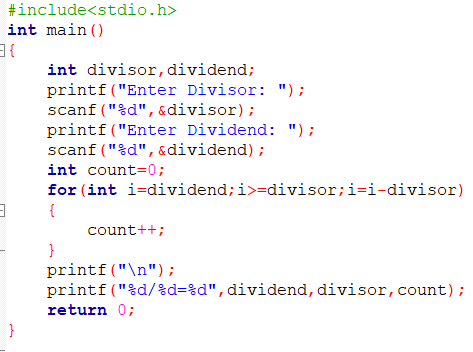 #include<stdio.h>
int main()
{
    int divisor,dividend;
    printf("Enter Divisor: ");
    scanf("%d",&divisor);
    printf("Enter Dividend: ");
    scanf("%d",&dividend);
    int count=0;
    for(int i=dividend;i>=divisor;i=i-divisor)
    {
        count++;
    }
    printf("\n");
    printf("%d/%d=%d",dividend,divisor,count);
    return 0;
}